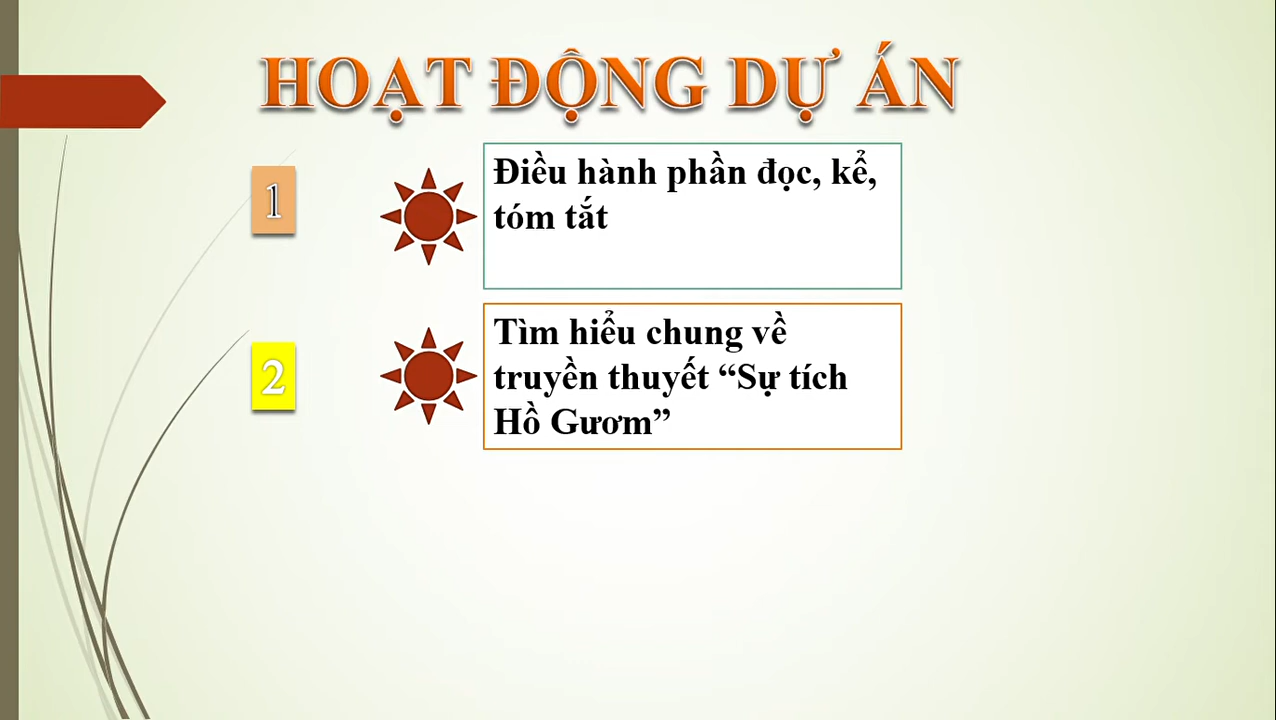 HOẠT ĐỘNG DỰ ÁN
1
Điều hành phần đọc, kể,
tóm tắt
2
Tìm hiểu chung về
truyền thuyết “Sự tích
Hồ Gươm”